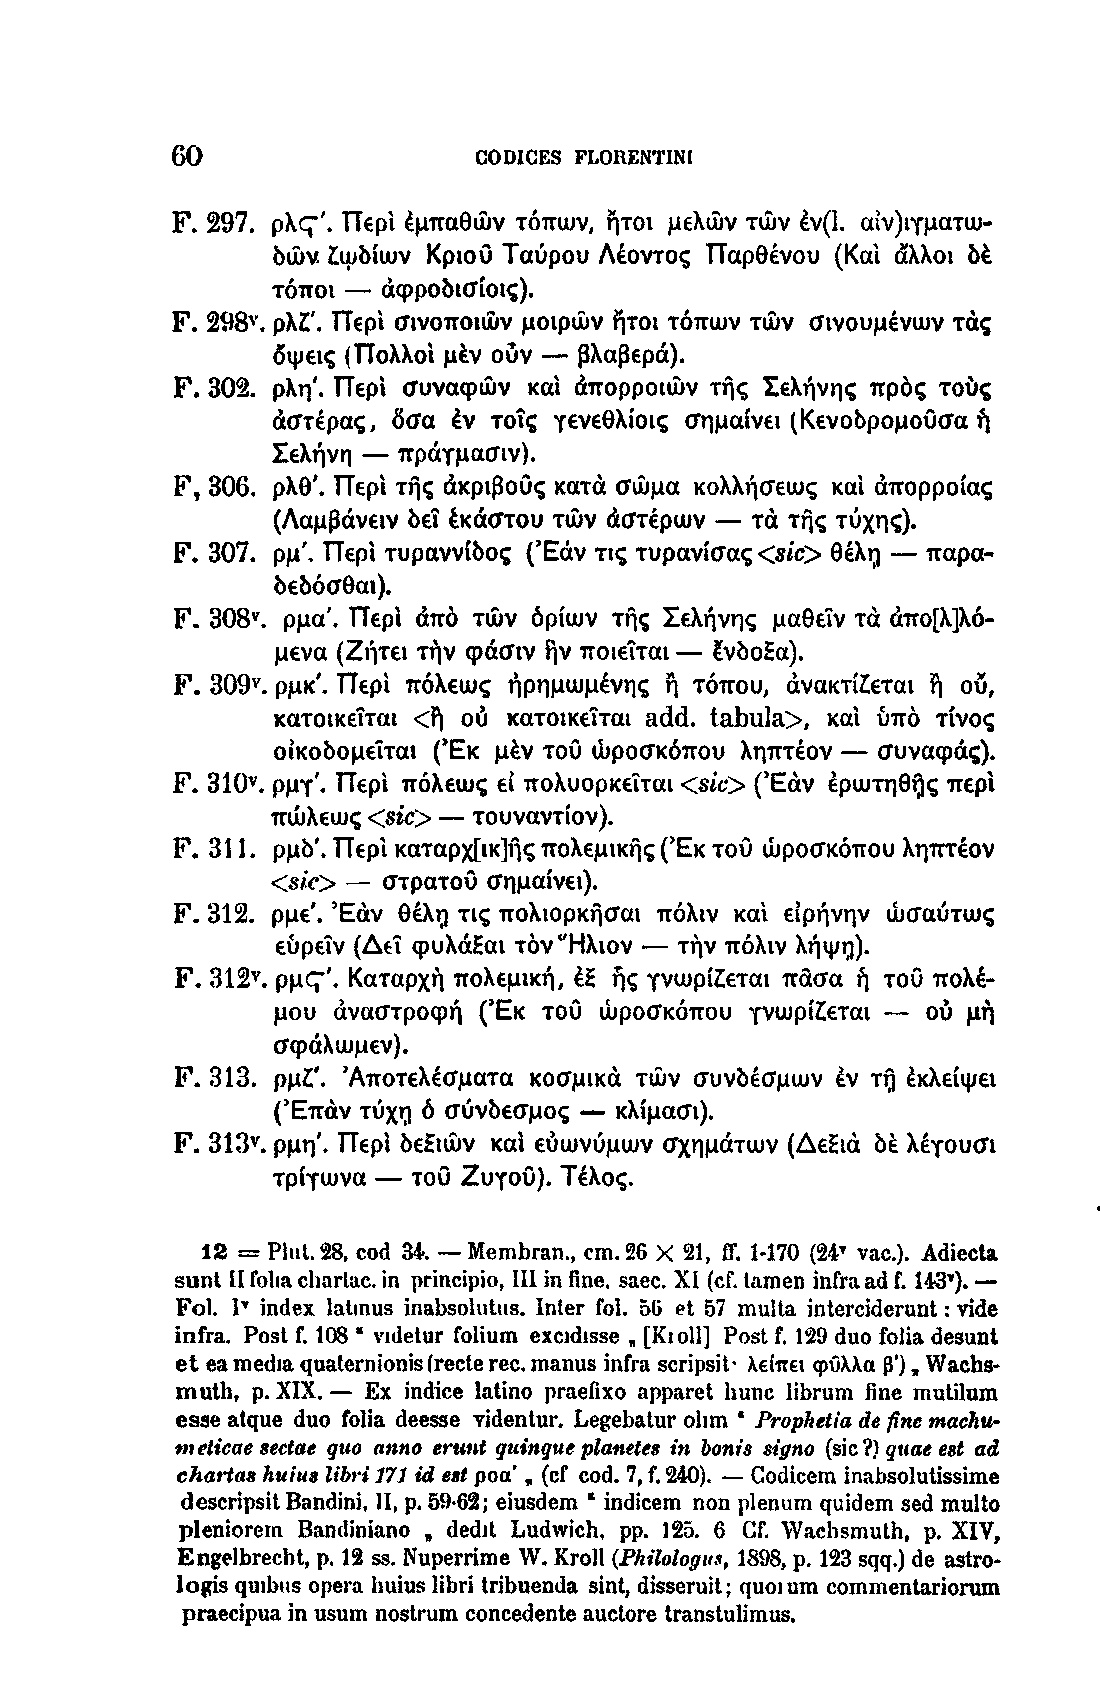 60 CODICES FLORENTINI
F. 297. ρλϛ´. Περὶ ἐμπαθῶν τόπων, ἤτοι μελῶν τῶν ἐν(l. αἰν)ιγματω-
δῶν ζῳδίων Κριοῦ Ταύρου Λέοντος Παρθένου (Καὶ ἄλλοι δὲ
τόποι — ἀφροδισίοις).
F. 298v. ρλζ´. Περὶ σινοποιῶν μοιρῶν ἤτοι τόπων τῶν σινουμένων τὰς
ὄψεις (Πολλοὶ μὲν οὖν — βλαβερά).
F. 302. ρλη´. Περὶ συναφῶν καὶ ἀπορροιῶν τῆς Σελήνης πρὸς τοὺς
ἀστέρας, ὅσα ἐν τοῖς γενεθλίοις σημαίνει (Κενοδρομοῦσα ἡ
Σελήνη — πράγμασιν).
F, 306. ρλθ´. Περὶ τῆς ἀκριβοῦς κατὰ σῶμα κολλήσεως καὶ ἀπορροίας
(Λαμβάνειν δεῖ ἑκάστου τῶν ἀστέρων — τὰ τῆς τύχης).
F. 307. ρμ´. Περὶ τυραννίδος (Ἐάν τις τυρανίσας <sic> θέλῃ — παρα-
δεδόσθαι).
F. 308v. ρμα´. Περὶ ἀπὸ τῶν ὁρίων τῆς Σελήνης μαθεῖν τὰ ἀπο[λ]λό-
μενα (Ζήτει τὴν φάσιν ἣν ποιεῖται — ἔνδοξα).
F. 309v. ρμκ´. Περὶ πόλεως ἠρημωμένης ἢ τόπου, ἀνακτίζεται ἢ οὔ,
κατοικεῖται <ἢ οὐ κατοικεῖται add. tabula>, καὶ ὑπὸ τίνος
οἰκοδομεῖται (Ἐκ μὲν τοῦ ὡροσκόπου ληπτέον — συναφάς).
F. 310v. ρμγ´. Περὶ πόλεως εἰ πολυορκεῖται <sic> (Ἐὰν ἐρωτηθῇς περὶ
πώλεως <sic> — τουναντίον).
F. 311. ρμδ´. Περὶ καταρχ[ικ]ῆς πολεμικῆς (Ἐκ τοῦ ὡροσκόπου ληπτέον
<sic> — στρατοῦ σημαίνει).
F. 312. ρμε´. Ἐὰν θέλῃ τις πολιορκῆσαι πόλιν καὶ εἰρήνην ὡσαύτως
εὑρεῖν (Δεῖ φυλάξαι τὸν Ἥλιον — τὴν πόλιν λήψῃ).
F. 312v. ρμϛ´. Καταρχὴ πολεμική, ἐξ ἧς γνωρίζεται πᾶσα ἡ τοῦ πολέ-
μου ἀναστροφή (Ἐκ τοῦ ὡροσκόπου γνωρίζεται — οὐ μὴ
σφάλωμεν).
F. 313. ρμζ´. Ἀποτελέσματα κοσμικὰ τῶν συνδέσμων ἐν τῇ ἐκλείψει
(Ἐπὰν τύχῃ ὁ σύνδεσμος — κλίμασι).
F. 313v. ρμη´. Περὶ δεξιῶν καὶ εὐωνύμων σχημάτων (Δεξιὰ δὲ λέγουσι
τρίγωνα — τοῦ Ζυγοῦ). Τέλος.
12 = Plut. 28, cod 34. — Membran., cm. 26 × 21, ff. 1-170 (24v vac.). Adiecta
sunt II folia chartac. in principio, III in fine. saec. XI (cf. tamen infra ad f. 143v). —
Fol. 1v index latinus inabsolutus. Inter fol. 56 et 57 multa interciderunt : vide
infra. Post f. 108 " videtur folium excidisse „ [Kroll] Post f. 129 duo folia desunt
et ea media quaternionis (recte rec. manus infra scripsit· λείπει φύλλα β') „ Wachs-
muth, p. XIX. — Ex indice latino praefixo apparet hunc librum fine mutilum
esse atque duo folia deesse videntur. Legebatur olim " Prophetia de fine machu-
meticae sectae quo anno erunt quinque planetes in bonis signo (sic ?) quae est ad
chartas huius libri 171 id est ροα' „ (cf cod. 7, f. 240). — Codicem inabsolutissime
descripsit Bandini, II, p. 59-62; eiusdem " indicem non plenum quidem sed multo
pleniorem Bandiniano „ dedit Ludwich, pp. 125. 6 Cf. Wachsmuth, p. XIV,
Engelbrecht, p. 12 ss. Nuperrime W. Kroll (Philologus, 1898, p. 123 sqq.) de astro-
logis quibus opera huius libri tribuenda sint, disseruit; quorum commentariorum
praecipua in usum nostrum concedente auctore transtulimus.